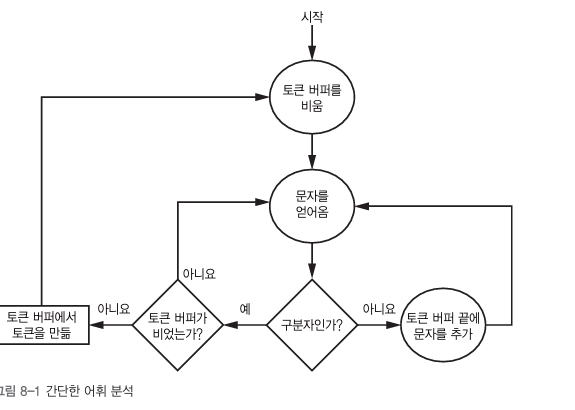 시작
토큰 버퍼를
비움
문자를
얻어옴
아니요
토큰 버퍼에서
토큰을 만듦
아니요
토큰 버퍼가
비었는가?
예
구분자인가?
아니요
토큰 버퍼 끝에
문자를 추가
그림 8-1 간단한 어휘 분석